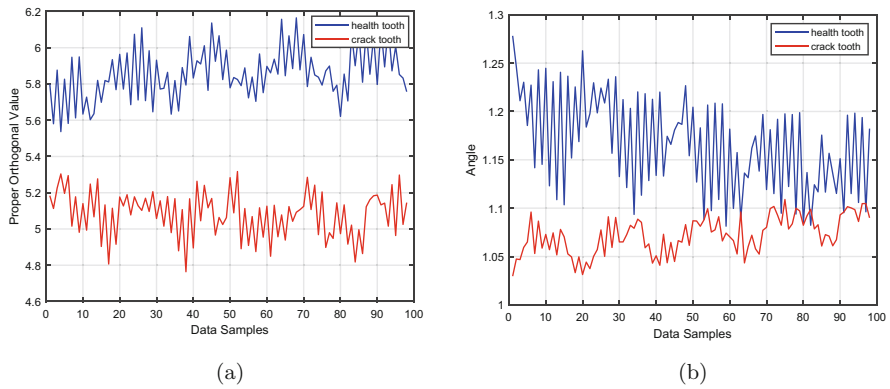 6.2
6
5.8
5.6
5.4
5.2
5
4.8
4.6
Proper Orthogonal Value
health tooth
crack tooth
0 10 20 30 40 50 60 70 80 90 100
Data Samples
(a)
1.3
1.25
1.2
1.15
1.1
1.05
1
Angle
health tooth
crack tooth
0 10 20 30 40 50 60 70 80 90 100
Data Samples
(b)